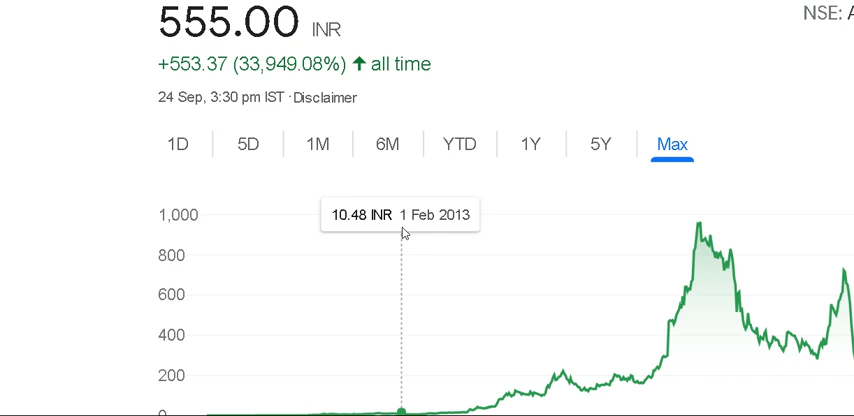 555.00 INR
NSE: A
+553.37 (33,949.08%) ↑ all time
24 Sep, 3:30 pm IST · Disclaimer
1D 5D 1M 6M YTD 1Y 5Y Max
10.48 INR 1 Feb 2013
1,000
800
600
400
200
0